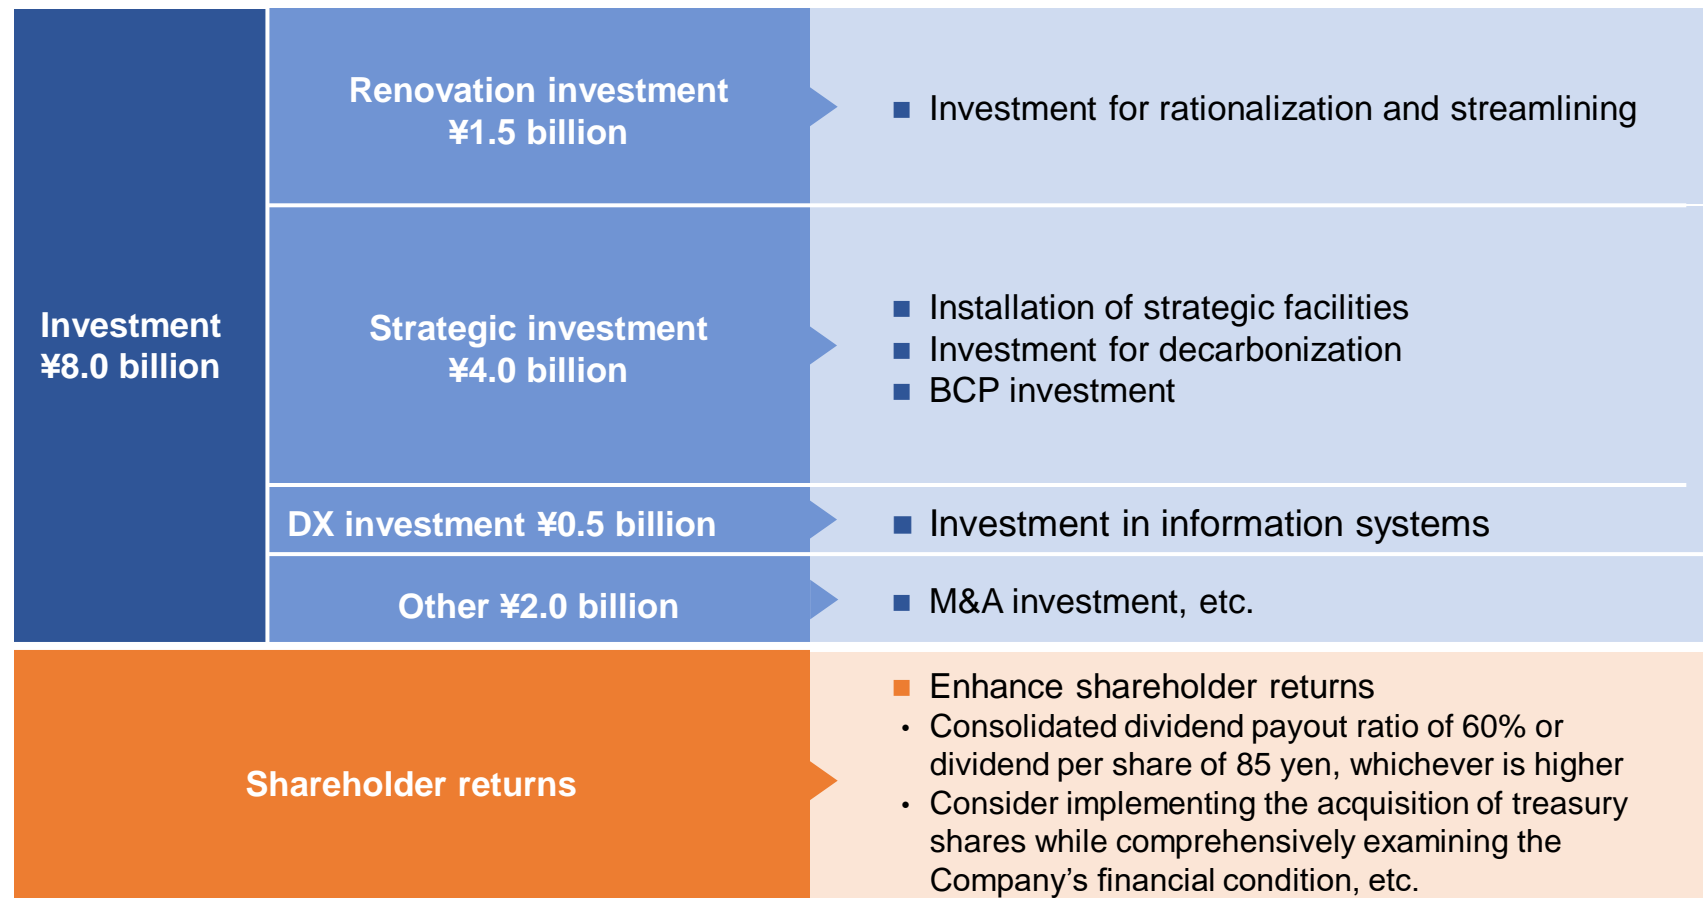 Investment
¥8.0 billion
Renovation investment
¥1.5 billion
■ Investment for rationalization and streamlining
Strategic investment
¥4.0 billion
■ Installation of strategic facilities
■ Investment for decarbonization
■ BCP investment
DX investment ¥0.5 billion
■ Investment in information systems
Other ¥2.0 billion
■ M&A investment, etc.
Shareholder returns
■ Enhance shareholder returns
・ Consolidated dividend payout ratio of 60% or
dividend per share of 85 yen, whichever is higher
・ Consider implementing the acquisition of treasury
shares while comprehensively examining the
Company’s financial condition, etc.